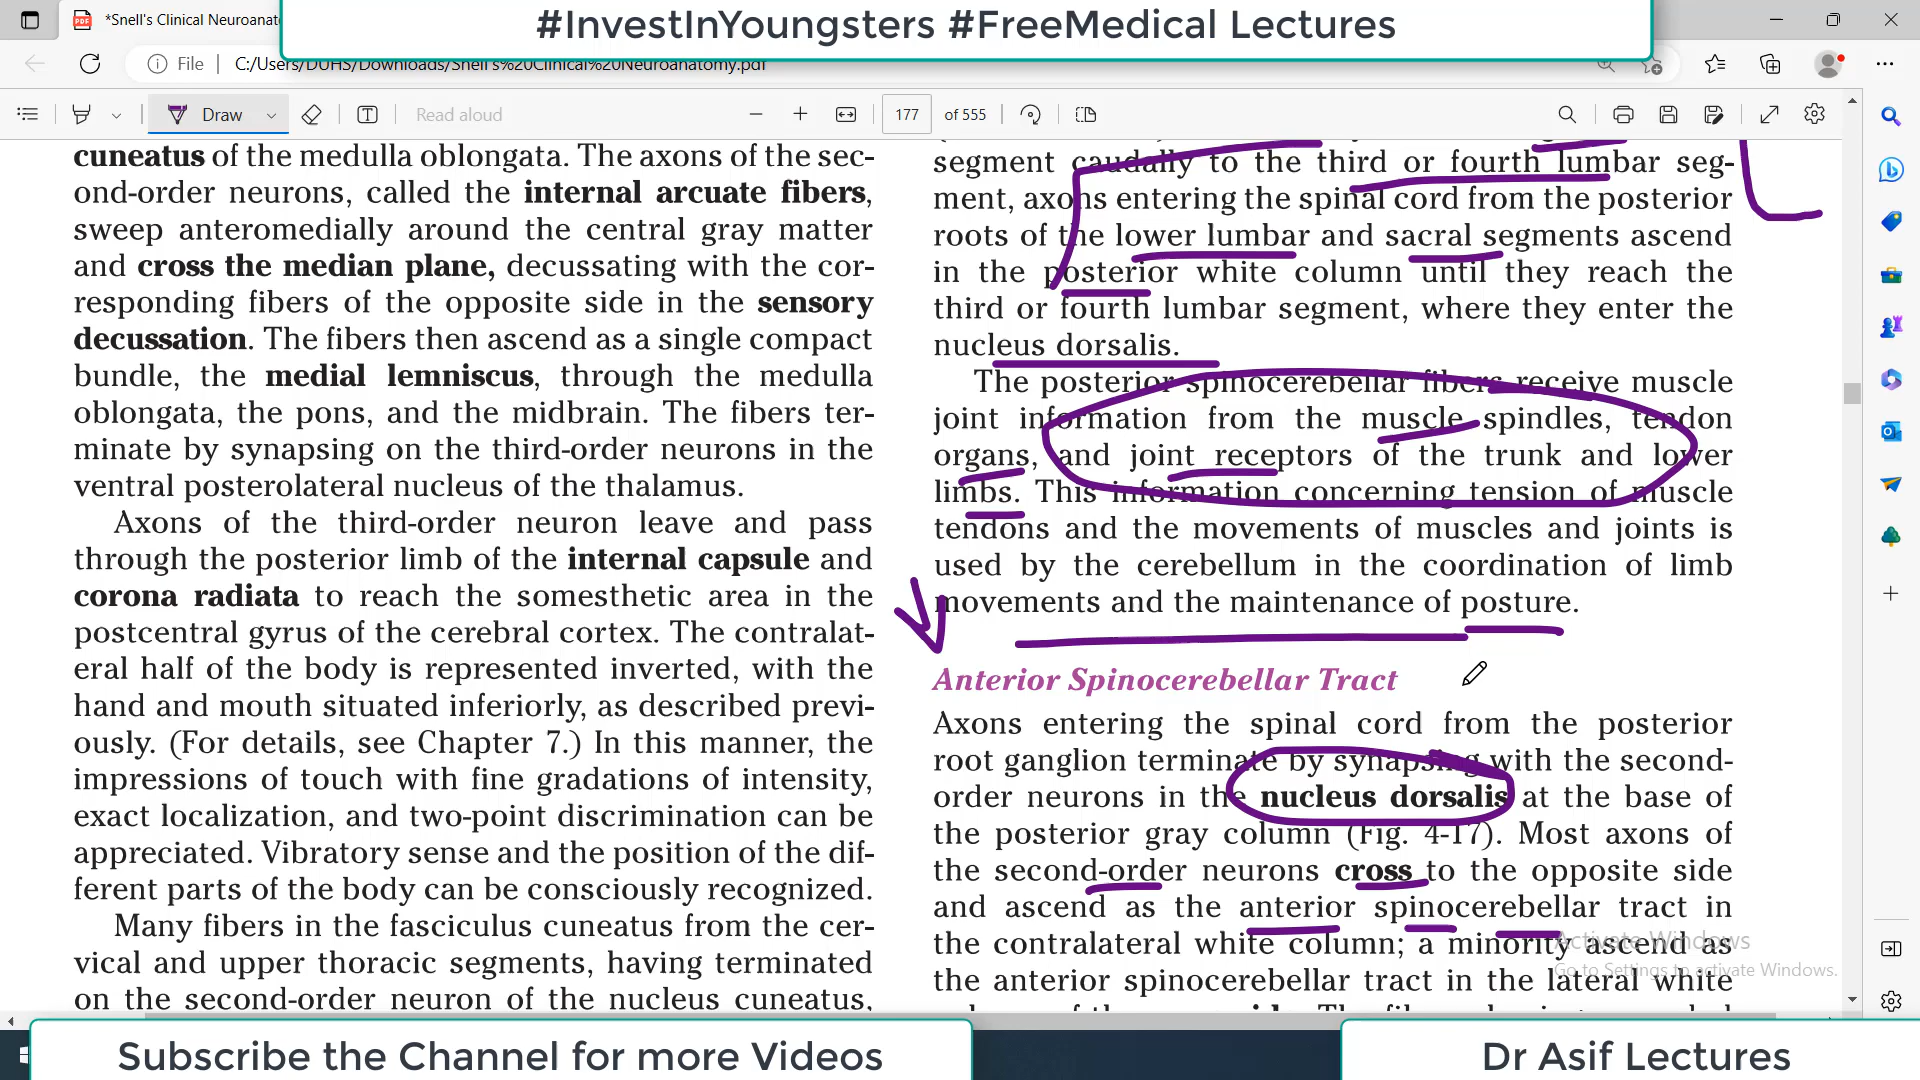 #InvestInYoungsters #FreeMedical Lectures
*Snell's Clinical Neuroanat
File
C:/Users/DUHS/Downloads/Snell's%20Clinical%20Neuroanatomy.pdf
Draw
Read aloud
177
of 555
cuneatus of the medulla oblongata. The axons of the sec-
ond-order neurons, called the internal arcuate fibers,
sweep anteromedially around the central gray matter
and cross the median plane, decussating with the cor-
responding fibers of the opposite side in the sensory
decussation. The fibers then ascend as a single compact
bundle, the medial lemniscus, through the medulla
oblongata, the pons, and the midbrain. The fibers ter-
minate by synapsing on the third-order neurons in the
ventral posterolateral nucleus of the thalamus.
Axons of the third-order neuron leave and pass
through the posterior limb of the internal capsule and
corona radiata to reach the somesthetic area in the
postcentral gyrus of the cerebral cortex. The contralat-
eral half of the body is represented inverted, with the
hand and mouth situated inferiorly, as described previ-
ously. (For details, see Chapter 7.) In this manner, the
impressions of touch with fine gradations of intensity,
exact localization, and two-point discrimination can be
appreciated. Vibratory sense and the position of the dif-
ferent parts of the body can be consciously recognized.
Many fibers in the fasciculus cuneatus from the cer-
vical and upper thoracic segments, having terminated
on the second-order neuron of the nucleus cuneatus,
segment caudally to the third or fourth lumbar seg-
ment, axons entering the spinal cord from the posterior
roots of the lower lumbar and sacral segments ascend
in the posterior white column until they reach the
third or fourth lumbar segment, where they enter the
nucleus dorsalis.
The posterior spinocerebellar fibers receive muscle
joint information from the muscle spindles, tendon
organs, and joint receptors of the trunk and lower
limbs. This information concerning tension of muscle
tendons and the movements of muscles and joints is
used by the cerebellum in the coordination of limb
movements and the maintenance of posture.
Anterior Spinocerebellar Tract
Axons entering the spinal cord from the posterior
root ganglion terminate by synapsing with the second-
order neurons in the nucleus dorsalis at the base of
the posterior gray column (Fig. 4-17). Most axons of
the second-order neurons cross to the opposite side
and ascend as the anterior spinocerebellar tract in
the contralateral white column; a minority ascend as
the anterior spinocerebellar tract in the lateral white
Activate Windows
Go to Settings to activate Windows.
Subscribe the Channel for more Videos
Dr Asif Lectures